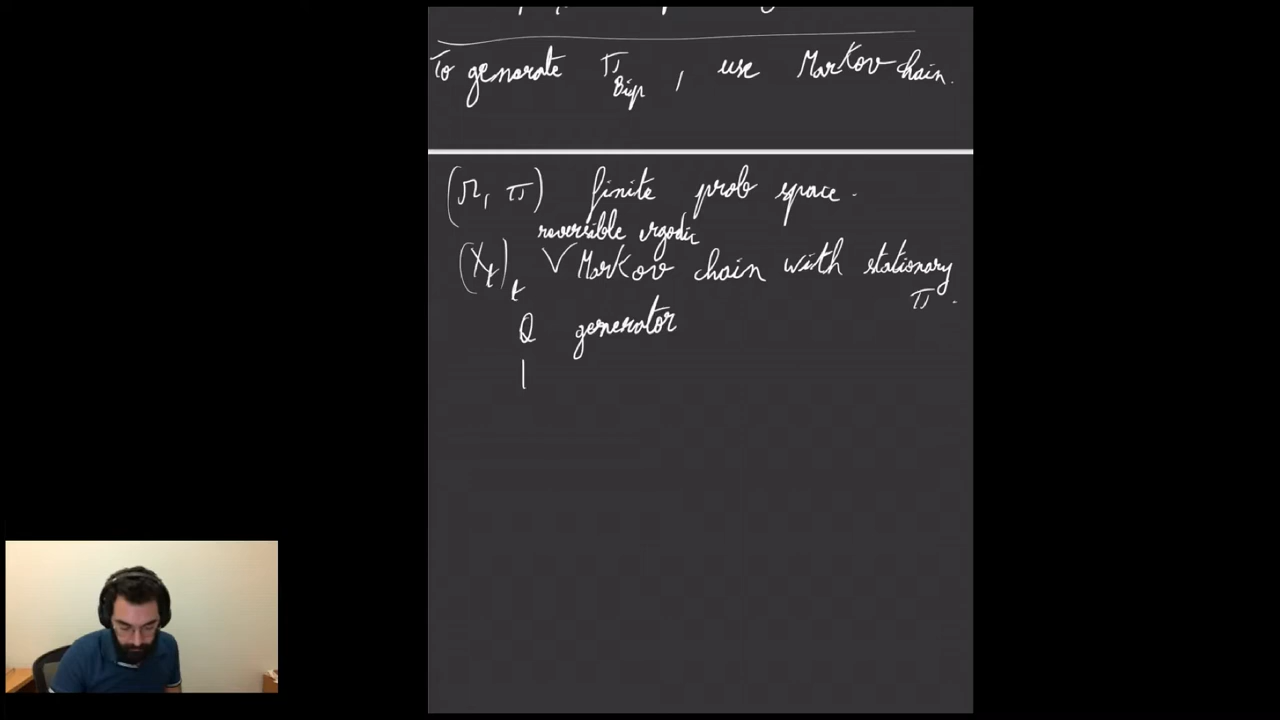 To generate π_Bip, use Markov chain.
(Ω, π) finite prob space.
reversible ergodic
(X_t)_t ∨ Markov chain with stationary
π.
Q generator